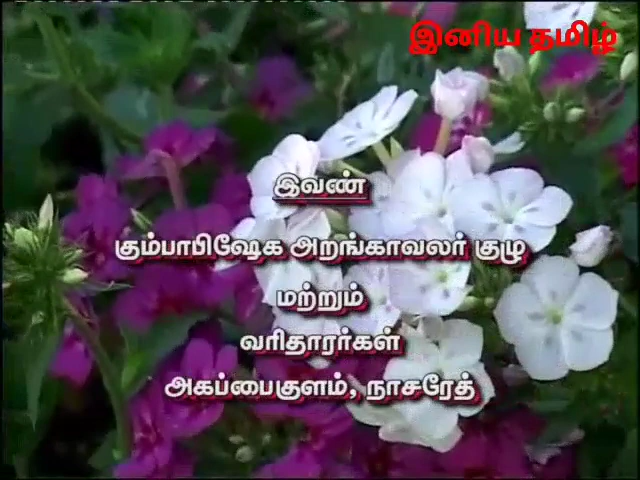 இனிய தமிழ்
இவண்
கும்பாபிஷேக அறங்காவலர் குழு
மற்றும்
வரிதாரர்கள்
அகப்பைகுளம், நாசரேத்